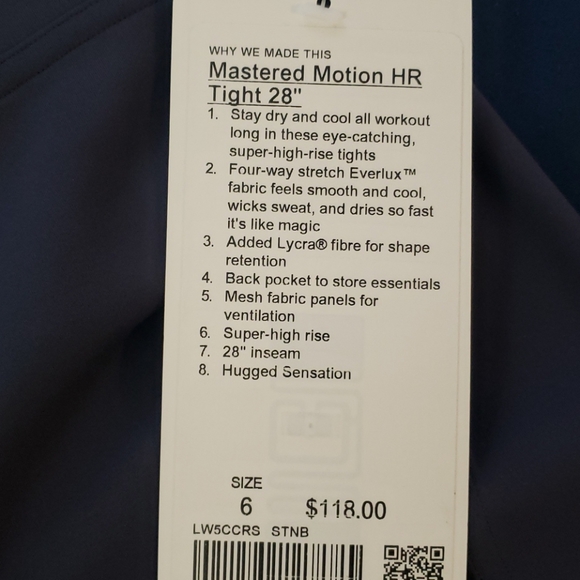 WHY WE MADE THIS
Mastered Motion HR
Tight 28"
1. Stay dry and cool all workout
long in these eye-catching,
super-high-rise tights
2. Four-way stretch Everlux™
fabric feels smooth and cool,
wicks sweat, and dries so fast
it's like magic
3. Added Lycra® fibre for shape
retention
4. Back pocket to store essentials
5. Mesh fabric panels for
ventilation
6. Super-high rise
7. 28" inseam
8. Hugged Sensation
SIZE
6 $118.00
LW5CCRS STNB